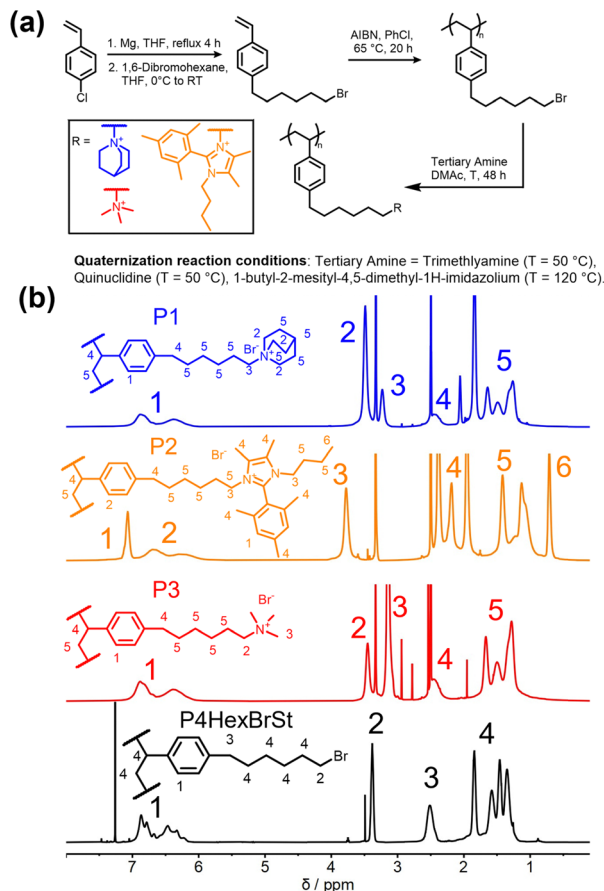 (a)
1. Mg, THF, reflux 4 h
2. 1,6-Dibromohexane,
THF, 0°C to RT
Cl
Br
AIBN, PhCl,
65 °C, 20 h
n
Br
Tertiary Amine
DMAc, T, 48 h
n
R
R =
N+
N+
N+
N
Quaternization reaction conditions: Tertiary Amine = Trimethlyamine (T = 50 °C),
Quinuclidine (T = 50 °C), 1-butyl-2-mesityl-4,5-dimethyl-1H-imidazolium (T = 120 °C).
(b)
P1
4 5 1 4 5 5 5 5 3 Br- N+ 2 5 2 5 5 2 5
2 3 4 5
P2
4 5 2 4 5 5 5 5 3 Br- N+ N 4 4 3 5 5 6 4 4 1 4
1 2 3 4 5 6
P3
4 5 1 4 5 5 5 5 2 Br- N+ 3
1 2 3 4 5
P4HexBrSt
4 4 1 3 4 4 4 4 2 Br
1 2 3 4
7 6 5 4 3 2 1
δ / ppm